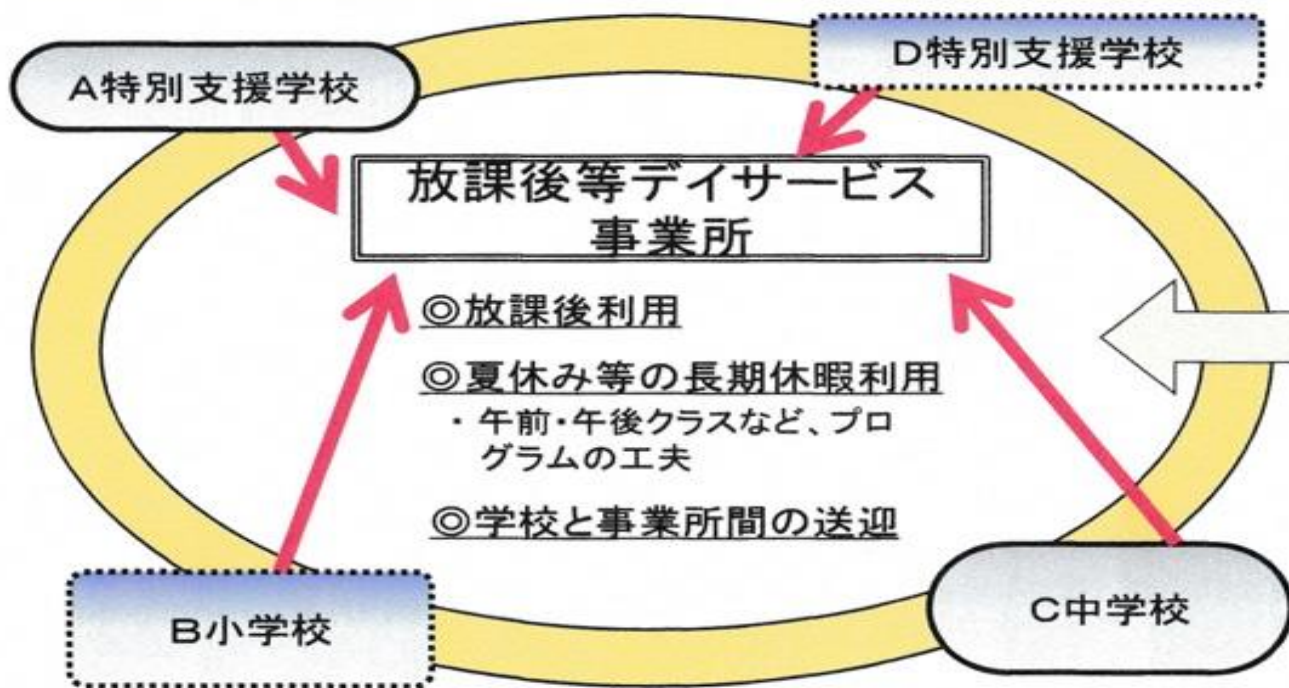 A特別支援学校
D特別支援学校
放課後等デイサービス
事業所
◎放課後利用
◎夏休み等の長期休暇利用
・ 午前・午後クラスなど、プロ
グラムの工夫
◎学校と事業所間の送迎
B小学校
C中学校